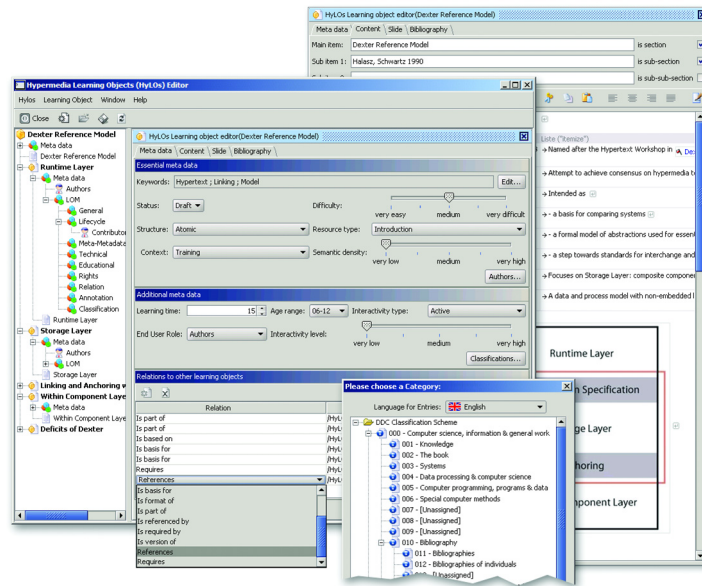 HyLOs Learning object editor(Dexter Reference Model)
Meta data Content Slide Bibliography
Main item: Dexter Reference Model is section
Sub item 1: Halasz, Schwartz 1990 is sub-section
is sub-sub-section
Liste ("itemize")
Named after the Hypertext Workshop in
Attempt to achieve consensus on hypermedia
Intended as
- a basis for comparing systems
- a formal model of abstractions used for
- a step towards standards for interchange and
Focuses on Storage Layer: composite
A data and process model with non-embedded
Runtime Layer
Specification
Layer
Layer
Hypermedia Learning Objects (HyLOs) Editor
Hylos Learning Object Window Help
Close
Dexter Reference Model
Meta data
Dexter Reference Model
Runtime Layer
Meta data
Authors
LOM
General
Lifecycle
Contributor
Meta-Metadata
Technical
Educational
Rights
Relation
Annotation
Classification
Runtime Layer
Storage Layer
Meta data
Authors
LOM
Storage Layer
Linking and Anchoring w
Within Component Laye
Meta data
Within Component Laye
Deficits of Dexter
HyLOs Learning object editor(Dexter Reference Model)
Meta data Content Slide Bibliography
Essential meta data
Keywords: Hypertext ; Linking ; Model Edit...
Status: Draft Difficulty:
very easy medium very difficult
Structure: Atomic Resource type: Introduction
Context: Training Semantic density:
very low medium very high
Authors...
Additional meta data
Learning time: 15 Age range: 06-12 Interactivity type: Active
End User Role: Authors Interactivity level:
very low medium very high
Classifications...
Relations to other learning objects
Relation
Is part of /HyL
Is part of /HyL
Is based on /HyL
Is basis for /HyL
Is basis for /HyL
Requires /HyL
References /HyL
Is basis for
Is format of
Is part of
Is referenced by
Is required by
Is version of
References
Requires
Please choose a Category:
Language for Entries: English
DDC Classification Scheme
000 - Computer science, information & general work
001 - Knowledge
002 - The book
003 - Systems
004 - Data processing & computer science
005 - Computer programming, programs & data
006 - Special computer methods
007 - [Unassigned]
008 - [Unassigned]
009 - [Unassigned]
010 - Bibliography
011 - Bibliographies
012 - Bibliographies of individuals